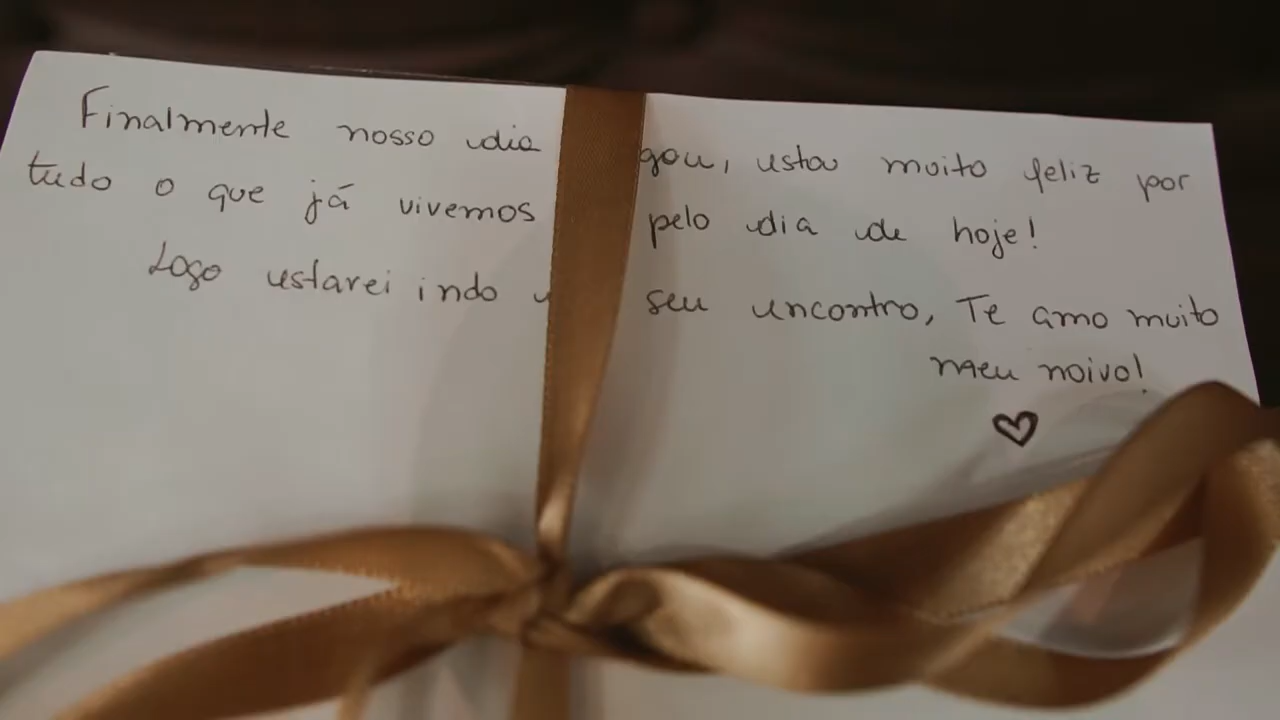 Finalmente nosso dia gou, estou muito feliz por
tudo o que já vivemos pelo dia de hoje!
Logo estarei indo seu encontro, Te amo muito
meu noivo!